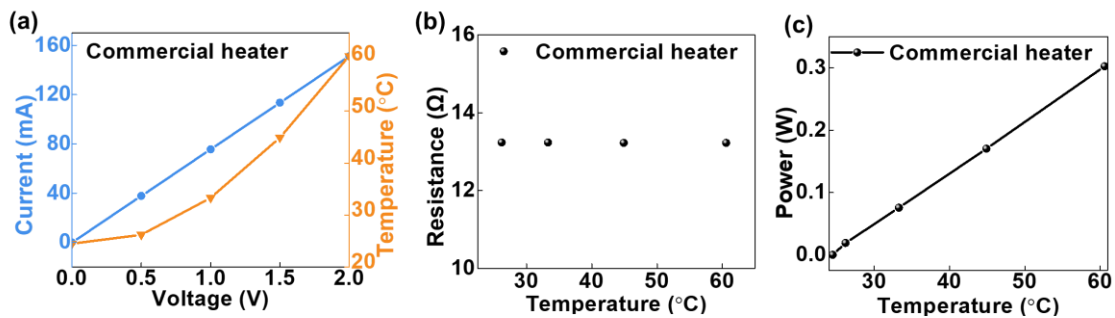 (a)
Commercial heater
160
120
80
40
0
Current (mA)
60
50
40
30
20
Temperature (°C)
0.0 0.5 1.0 1.5 2.0
Voltage (V)
(b)
Commercial heater
16
14
12
10
Resistance (Ω)
30 40 50 60
Temperature (°C)
(c)
Commercial heater
0.3
0.2
0.1
0.0
Power (W)
30 40 50 60
Temperature (°C)